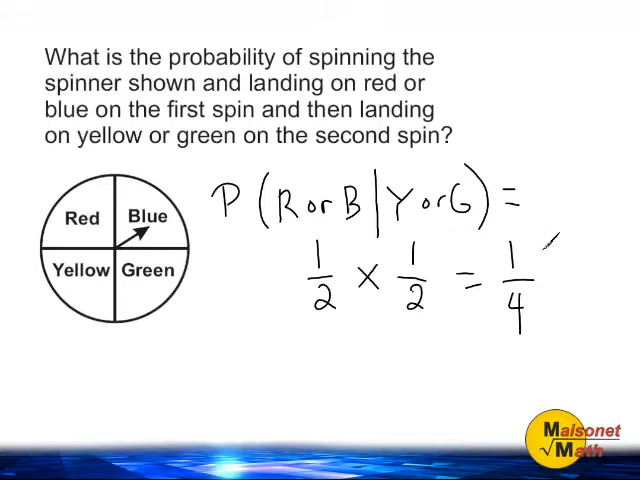 What is the probability of spinning the
spinner shown and landing on red or
blue on the first spin and then landing
on yellow or green on the second spin?
P (R or B | Y or G) =
Red
Blue
Yellow
Green
1/2 × 1/2 = 1/4
Maisonet
√Math